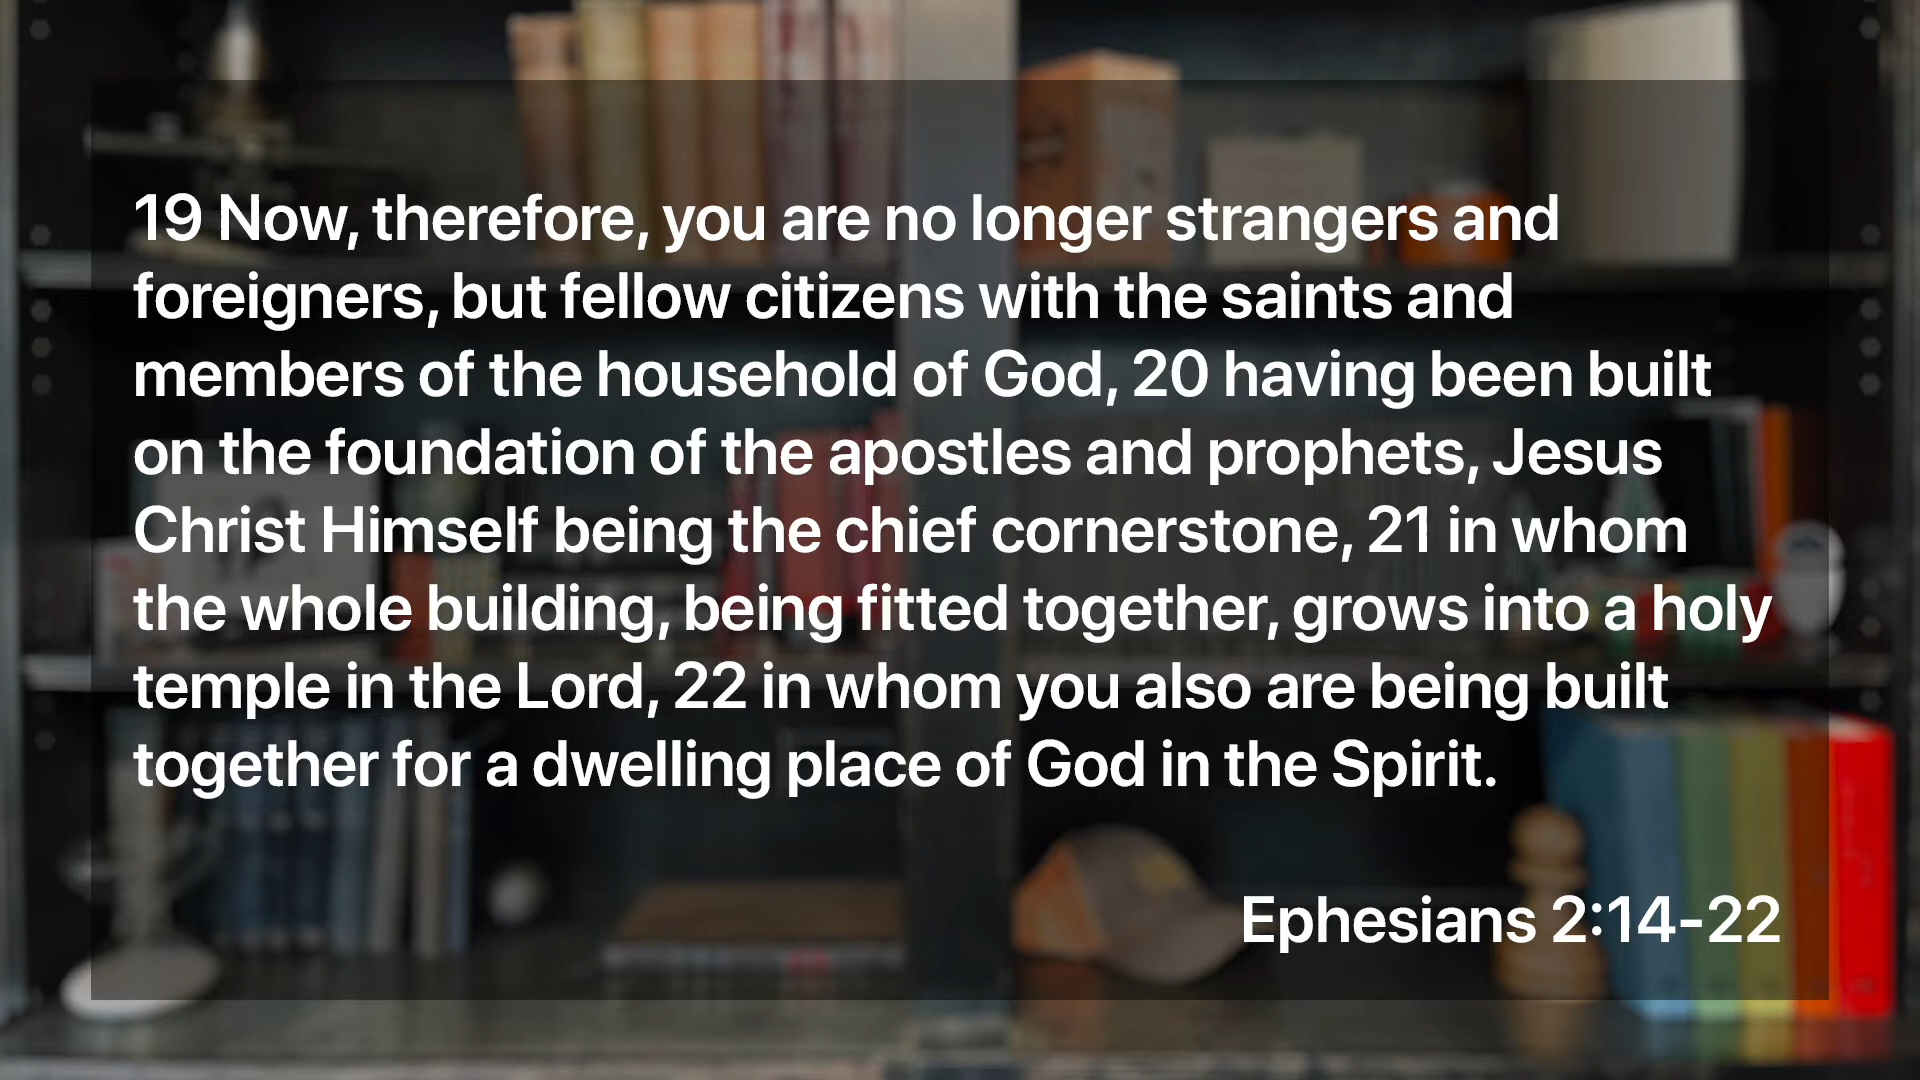 19 Now, therefore, you are no longer strangers and
foreigners, but fellow citizens with the saints and
members of the household of God, 20 having been built
on the foundation of the apostles and prophets, Jesus
Christ Himself being the chief cornerstone, 21 in whom
the whole building, being fitted together, grows into a holy
temple in the Lord, 22 in whom you also are being built
together for a dwelling place of God in the Spirit.
Ephesians 2:14-22